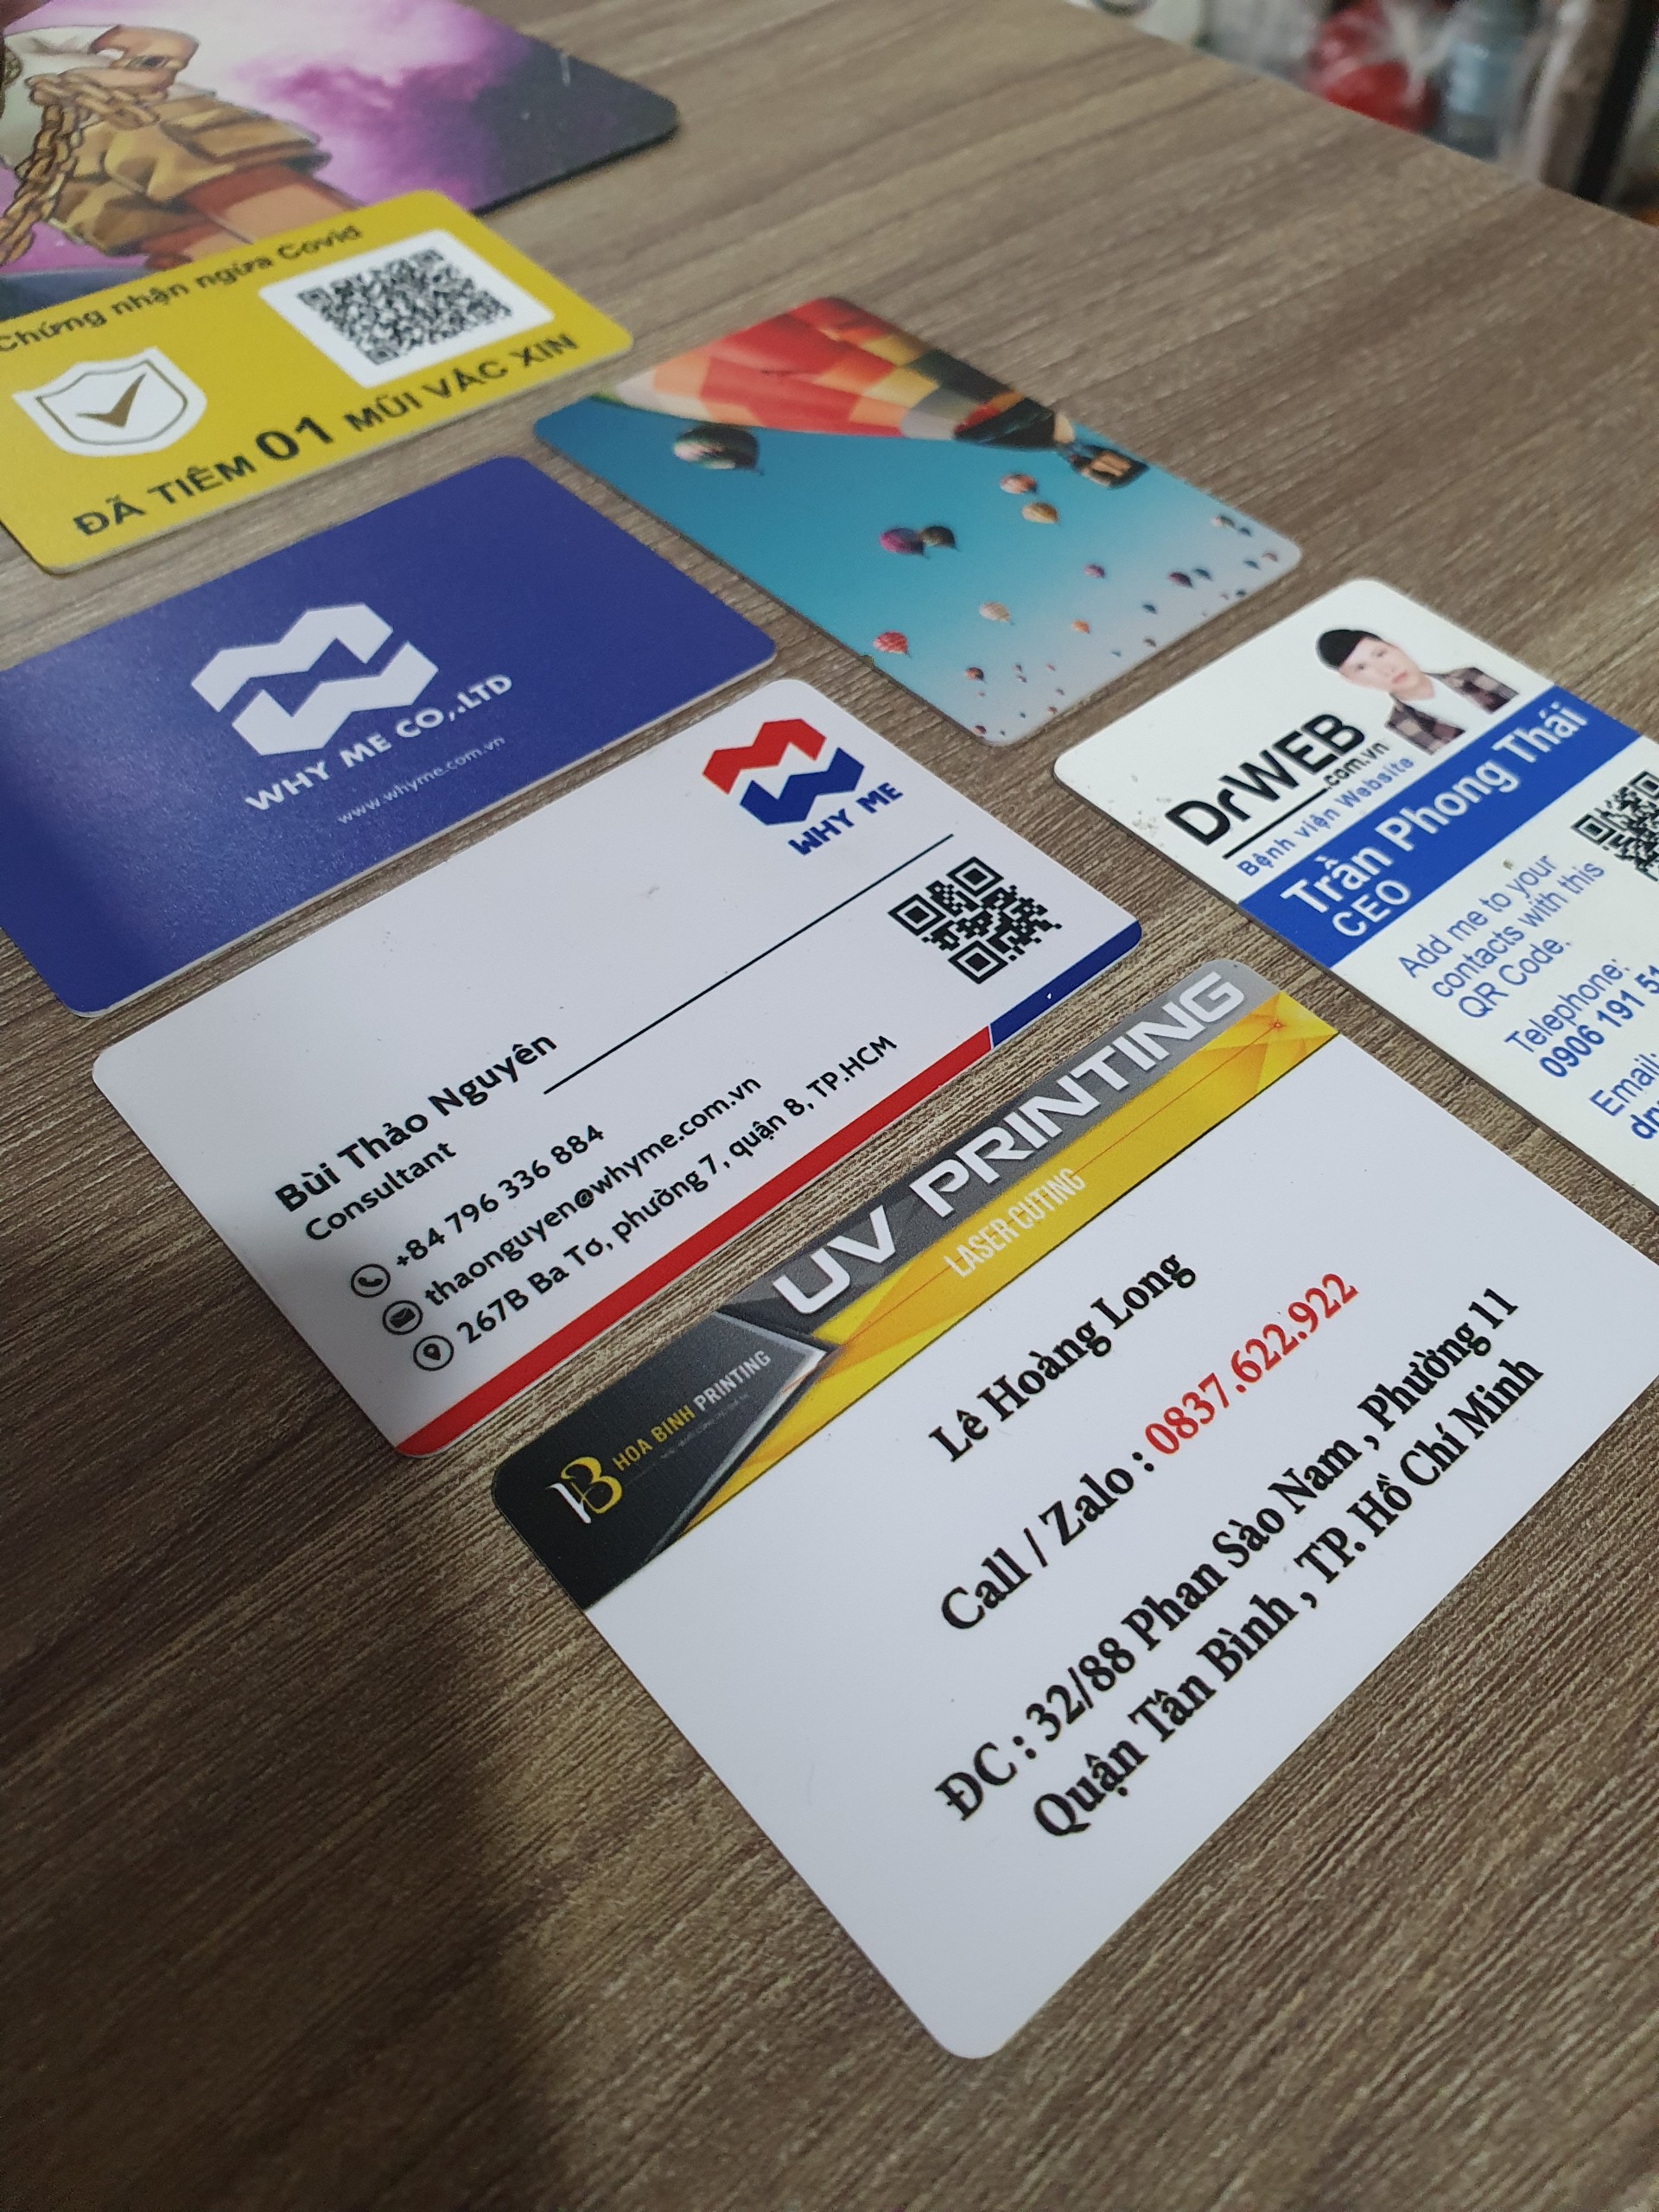 Chứng nhận ngừa Covid
ĐÃ TIÊM 01 MŨI VẮC XIN
WHY ME CO,.LTD
www.whyme.com.vn
WHY ME
Bùi Thảo Nguyên
Consultant
+84 796 336 884
thaonguyen@whyme.com.vn
267B Ba Tơ, phường 7, quận 8, TP.HCM
DrWEB
.com.vn
Bệnh viện Website
Trần Phong Thái
CEO
Add me to your
contacts with this
QR Code.
Telephone:
0906 191 51
Email:
UV PRINTING
LASER CUTING
HOA BINH PRINTING
Lê Hoàng Long
Call / Zalo : 0837.622.922
ĐC : 32/88 Phan Sào Nam , Phường 11
Quận Tân Bình , TP. Hồ Chí Minh